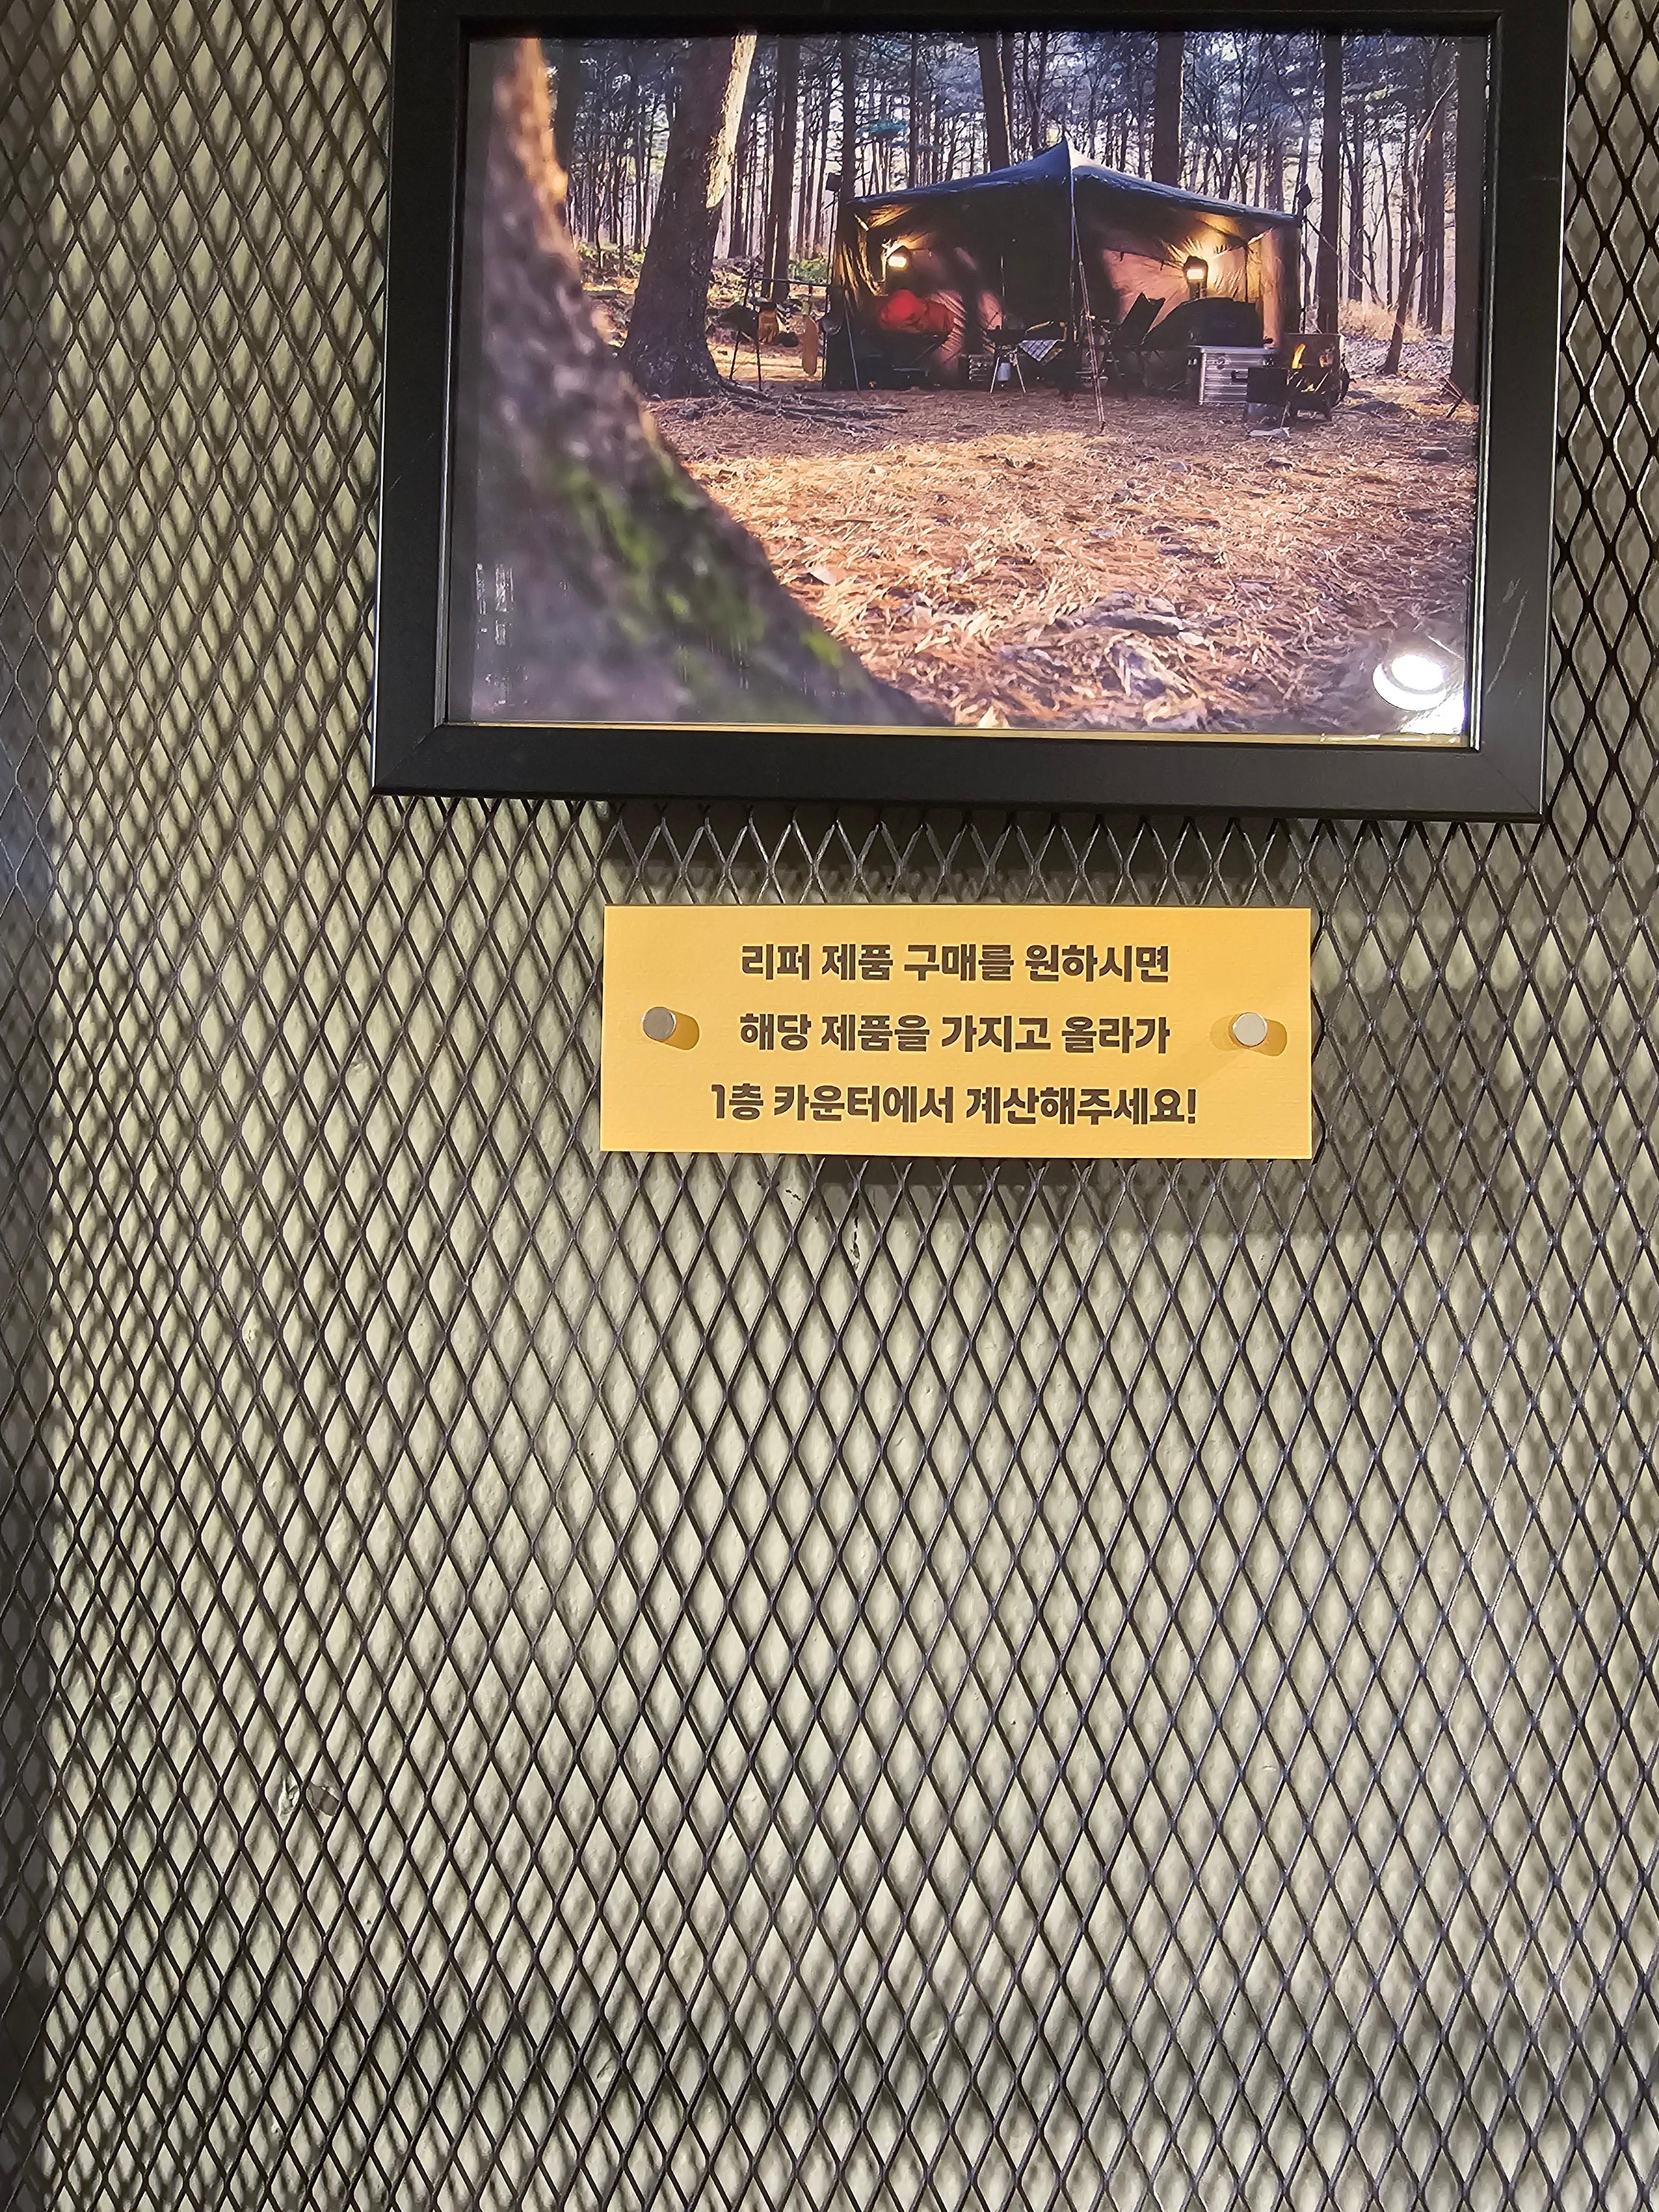 리퍼 제품 구매를 원하시면
해당 제품을 가지고 올라가
1층 카운터에서 계산해주세요!